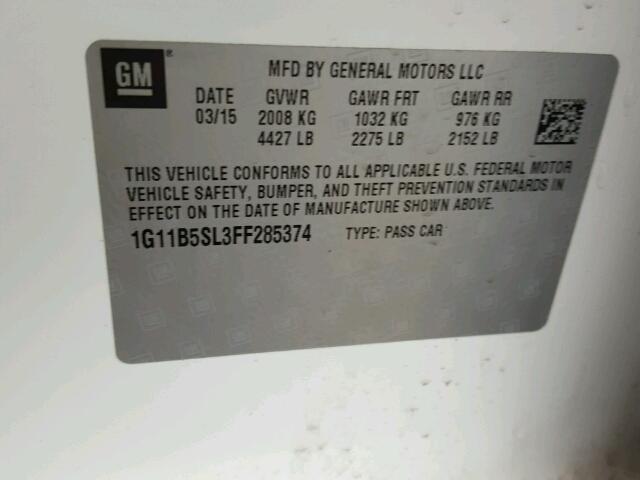 GM ®
MFD BY GENERAL MOTORS LLC
DATE GVWR GAWR FRT GAWR RR
03/15 2008 KG 1032 KG 976 KG
4427 LB 2275 LB 2152 LB
THIS VEHICLE CONFORMS TO ALL APPLICABLE U.S. FEDERAL MOTOR
VEHICLE SAFETY, BUMPER, AND THEFT PREVENTION STANDARDS IN
EFFECT ON THE DATE OF MANUFACTURE SHOWN ABOVE.
1G11B5SL3FF285374 TYPE: PASS CAR